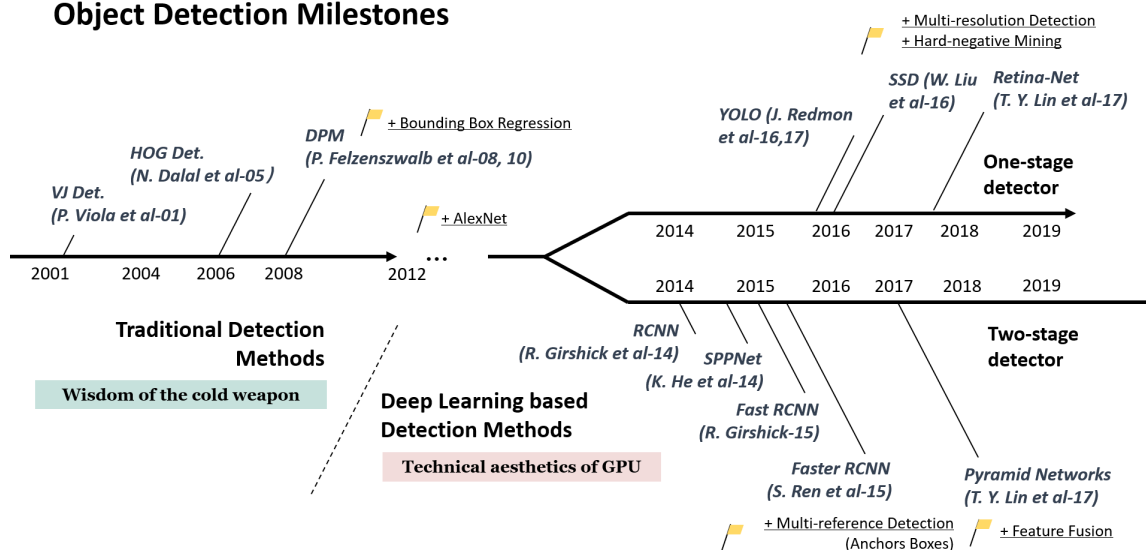 Object Detection Milestones
+ Multi-resolution Detection
+ Hard-negative Mining
SSD (W. Liu
et al-16)
Retina-Net
(T. Y. Lin et al-17)
YOLO (J. Redmon
et al-16,17)
+ Bounding Box Regression
DPM
(P. Felzenszwalb et al-08, 10)
HOG Det.
(N. Dalal et al-05)
VJ Det.
(P. Viola et al-01)
One-stage
detector
+ AlexNet
...
2014 2015 2016 2017 2018 2019
2001 2004 2006 2008 2012
2014 2015 2016 2017 2018 2019
Traditional Detection
Methods
Wisdom of the cold weapon
RCNN
(R. Girshick et al-14)
SPPNet
(K. He et al-14)
Two-stage
detector
Deep Learning based
Detection Methods
Technical aesthetics of GPU
Fast RCNN
(R. Girshick-15)
Faster RCNN
(S. Ren et al-15)
Pyramid Networks
(T. Y. Lin et al-17)
+ Multi-reference Detection
(Anchors Boxes)
+ Feature Fusion